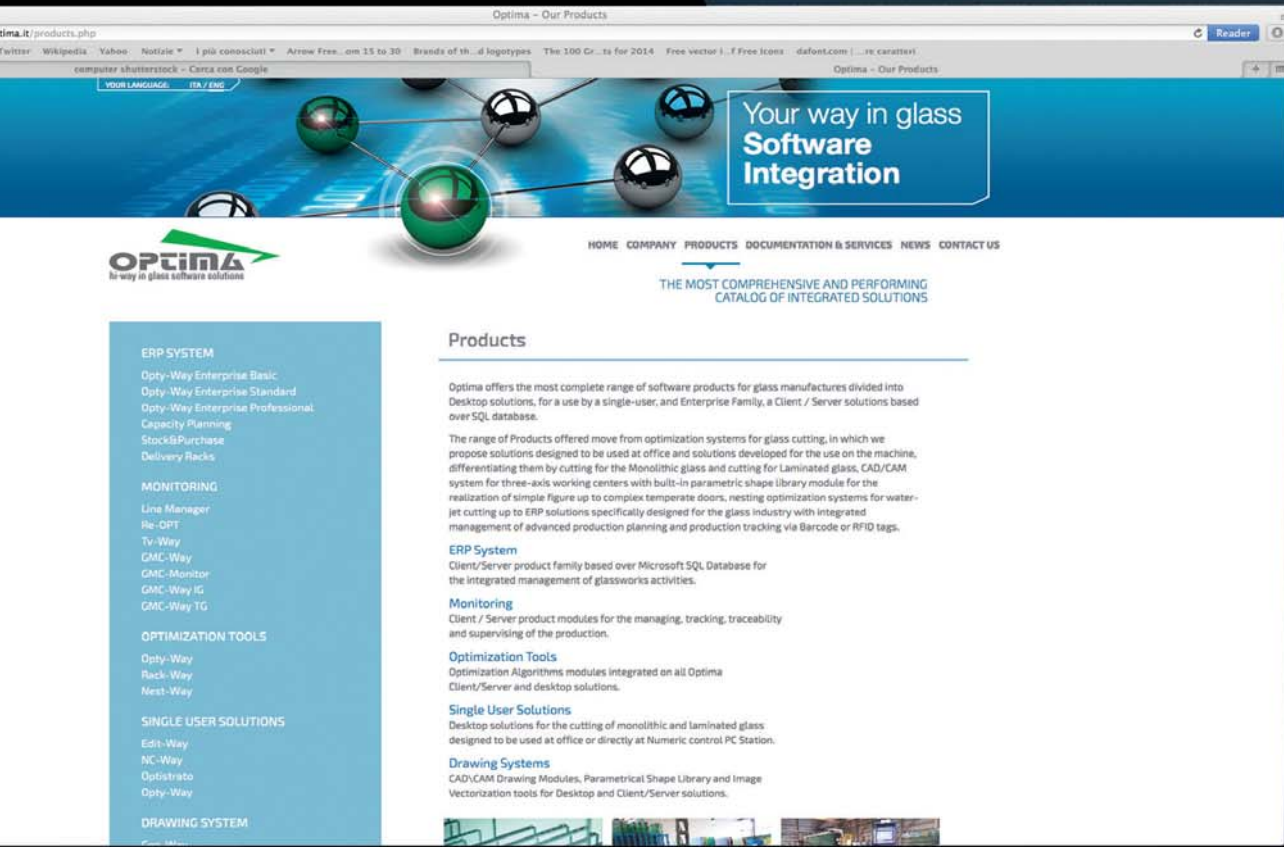 Optima – Our Products
tima.it/products.php
Reader
Twitter Wikipedia Yahoo Notizie I più conosciuti Arrow Free...om 15 to 30 Brands of th...d logotypes The 100 Gr...ts for 2014 Free vector i...f Free Icons dafont.com |...re caratteri
computer shutterstock – Cerca con Google
Optima – Our Products
YOUR LANGUAGE: ITA / ENG
Your way in glass
Software
Integration
OPTIMA
hi-way in glass software solutions
HOME COMPANY PRODUCTS DOCUMENTATION & SERVICES NEWS CONTACT US
THE MOST COMPREHENSIVE AND PERFORMING
CATALOG OF INTEGRATED SOLUTIONS
ERP SYSTEM
Opty-Way Enterprise Basic
Opty-Way Enterprise Standard
Opty-Way Enterprise Professional
Capacity Planning
Stock&Purchase
Delivery Racks
MONITORING
Line Manager
Re-OPT
Tv-Way
GMC-Way
GMC-Monitor
GMC-Way IG
GMC-Way TG
OPTIMIZATION TOOLS
Opty-Way
Rack-Way
Nest-Way
SINGLE USER SOLUTIONS
Edit-Way
NC-Way
Optistrato
Opty-Way
DRAWING SYSTEM
Products
Optima offers the most complete range of software products for glass manufactures divided into
Desktop solutions, for a use by a single-user, and Enterprise Family, a Client / Server solutions based
over SQL database.
The range of Products offered move from optimization systems for glass cutting, in which we
propose solutions designed to be used at office and solutions developed for the use on the machine,
differentiating them by cutting for the Monolithic glass and cutting for Laminated glass, CAD/CAM
system for three-axis working centers with built-in parametric shape library module for the
realization of simple figure up to complex temperate doors, nesting optimization systems for water-
jet cutting up to ERP solutions specifically designed for the glass industry with integrated
management of advanced production planning and production tracking via Barcode or RFID tags.
ERP System
Client/Server product family based over Microsoft SQL Database for
the integrated management of glassworks activities.
Monitoring
Client / Server product modules for the managing, tracking, traceability
and supervising of the production.
Optimization Tools
Optimization Algorithms modules integrated on all Optima
Client/Server and desktop solutions.
Single User Solutions
Desktop solutions for the cutting of monolithic and laminated glass
designed to be used at office or directly at Numeric control PC Station.
Drawing Systems
CAD\CAM Drawing Modules, Parametrical Shape Library and Image
Vectorization tools for Desktop and Client/Server solutions.